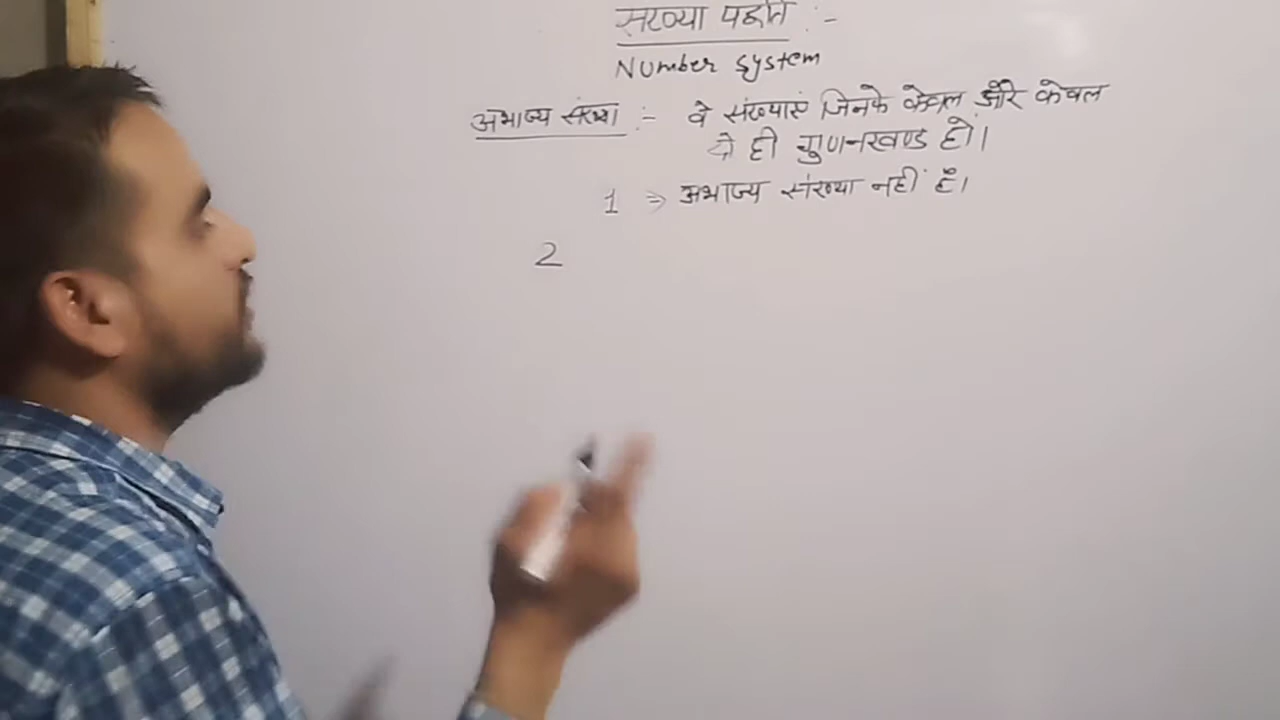 संख्या पद्धति :-
Number System
अभाज्य संख्या :- वे संख्याएं जिनके केवल और केवल
दो ही गुणनखण्ड हों।
1 ⇒ अभाज्य संख्या नहीं है।
2